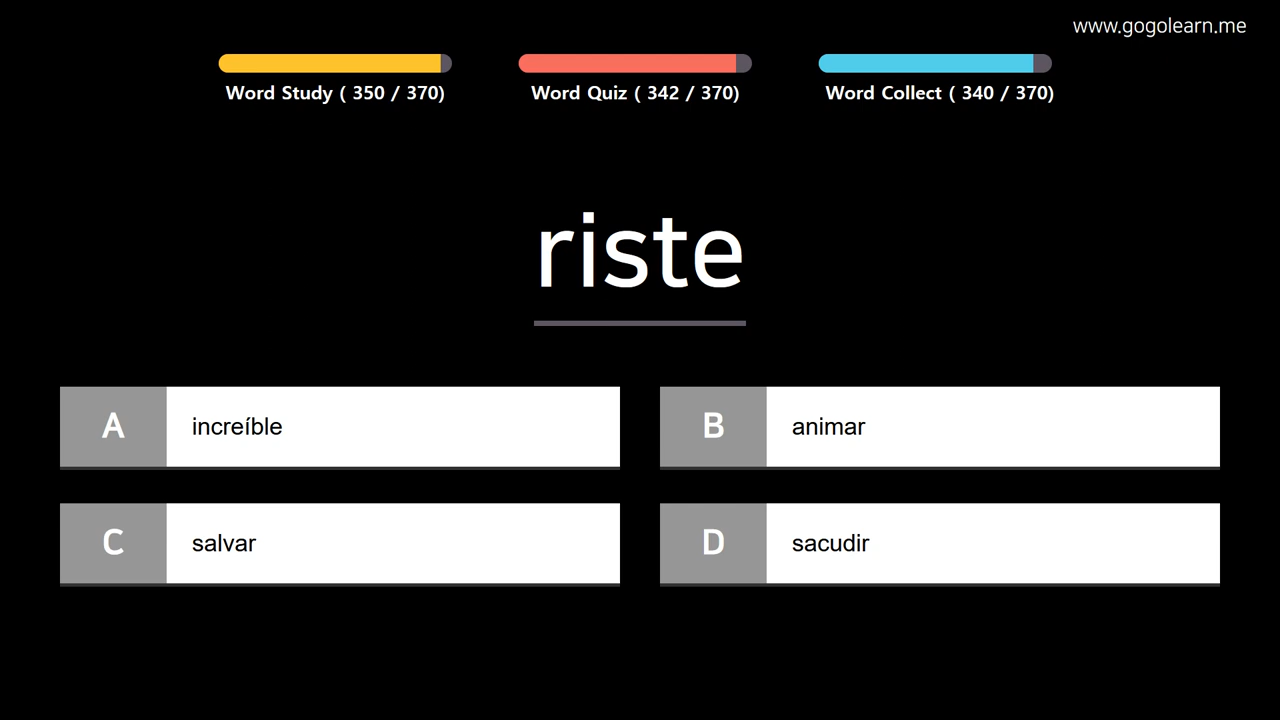 www.gogolearn.me
Word Study ( 350 / 370)
Word Quiz ( 342 / 370)
Word Collect ( 340 / 370)
riste
A
increíble
B
animar
C
salvar
D
sacudir